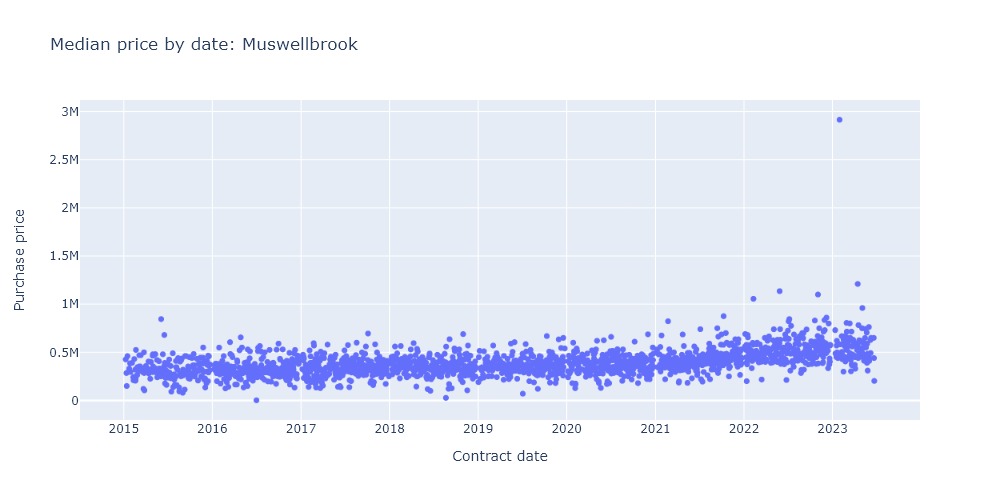 Median price by date: Muswellbrook
3M
2.5M
2M
1.5M
1M
0.5M
0
Purchase price
2015 2016 2017 2018 2019 2020 2021 2022 2023
Contract date